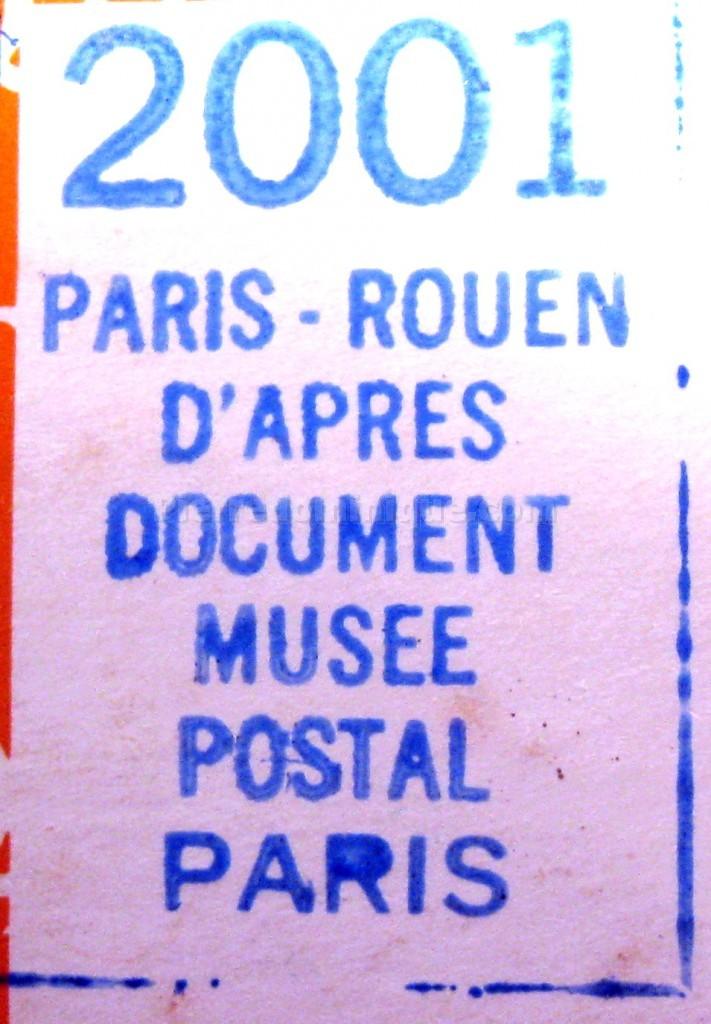 2001
PARIS - ROUEN
D'APRES
DOCUMENT
MUSEE
POSTAL
PARIS